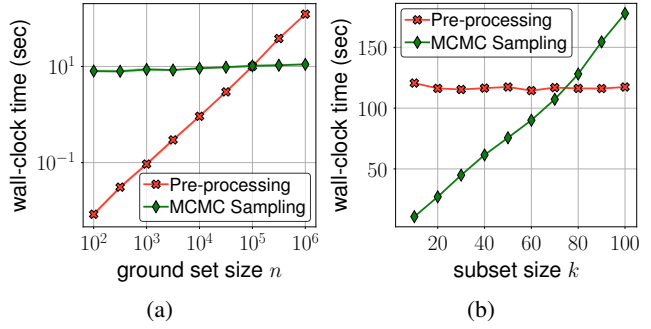 wall-clock time (sec)
10^1
10^{-1}
Pre-processing
MCMC Sampling
10^2 10^3 10^4 10^5 10^6
ground set size n
(a)
Pre-processing
MCMC Sampling
wall-clock time (sec)
150
100
50
20 40 60 80 100
subset size k
(b)